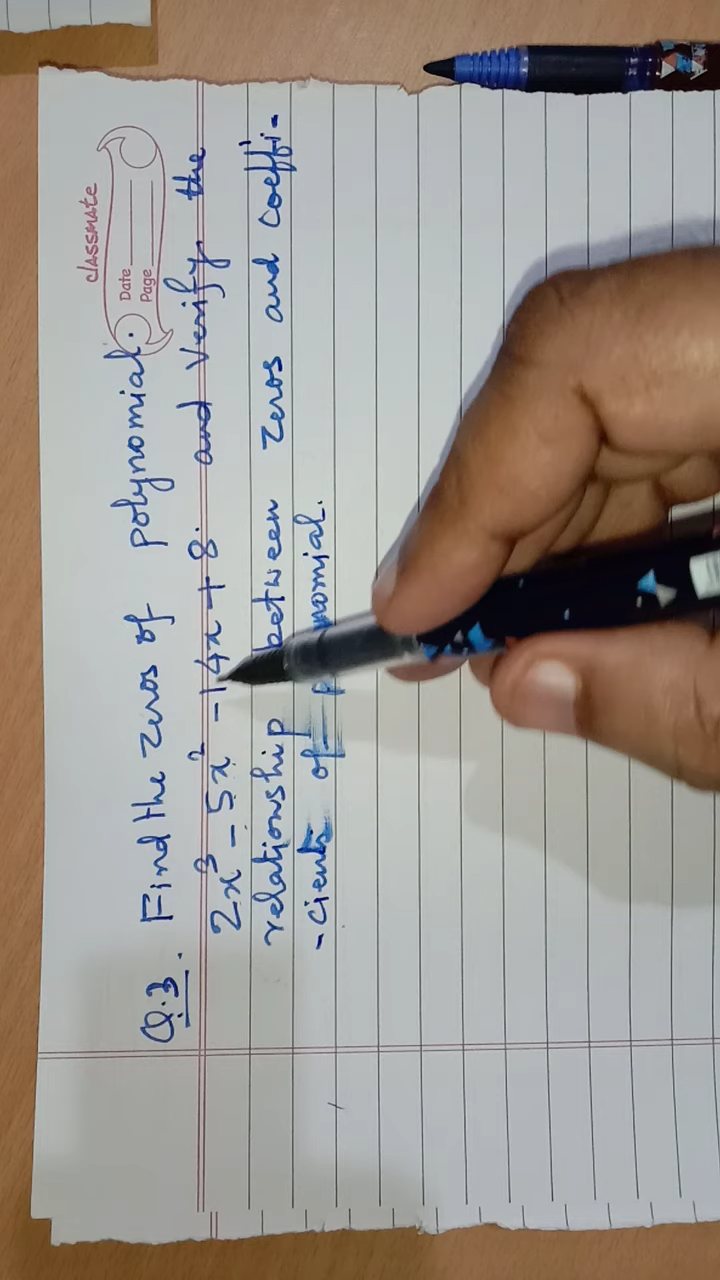 classmate
Date
Page
Q.3. Find the zeros of polynomial.
2x³ - 5x² - 14x + 8. and verify the
relationship between zeros and coeffi-
-cients of nomial.